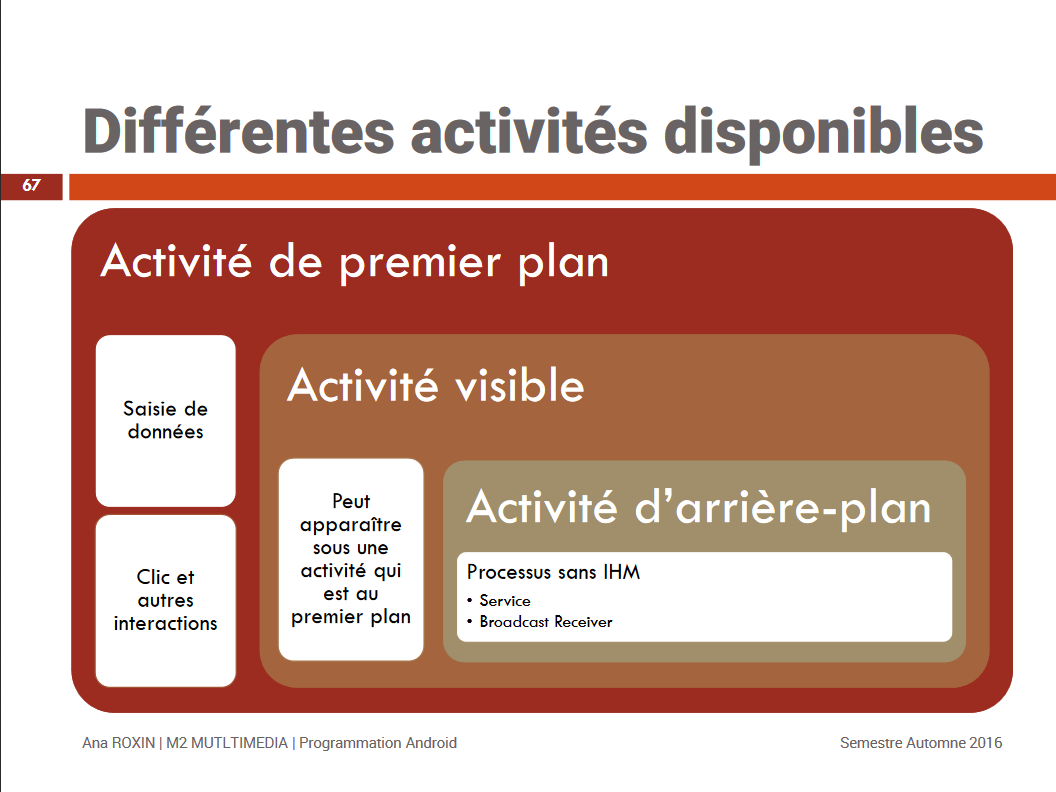 Différentes activités disponibles
67
Activité de premier plan
Saisie de
données
Clic et
autres
interactions
Activité visible
Peut
apparaître
sous une
activité qui
est au
premier plan
Activité d’arrière-plan
Processus sans IHM
• Service
• Broadcast Receiver
Ana ROXIN | M2 MUTLTIMEDIA | Programmation Android
Semestre Automne 2016